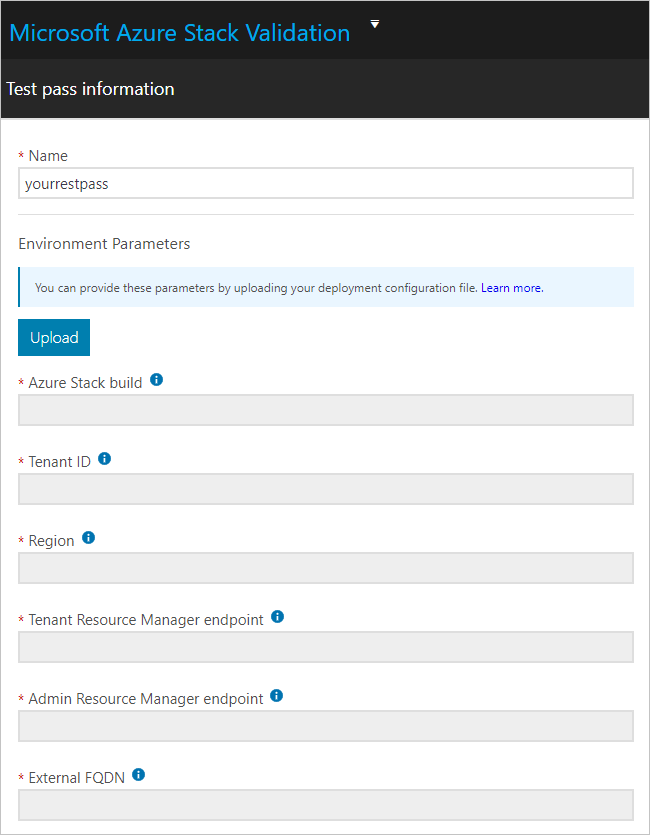 Microsoft Azure Stack Validation
Test pass information
* Name
yourrestpass
Environment Parameters
You can provide these parameters by uploading your deployment configuration file. Learn more.
Upload
* Azure Stack build
* Tenant ID
* Region
* Tenant Resource Manager endpoint
* Admin Resource Manager endpoint
* External FQDN